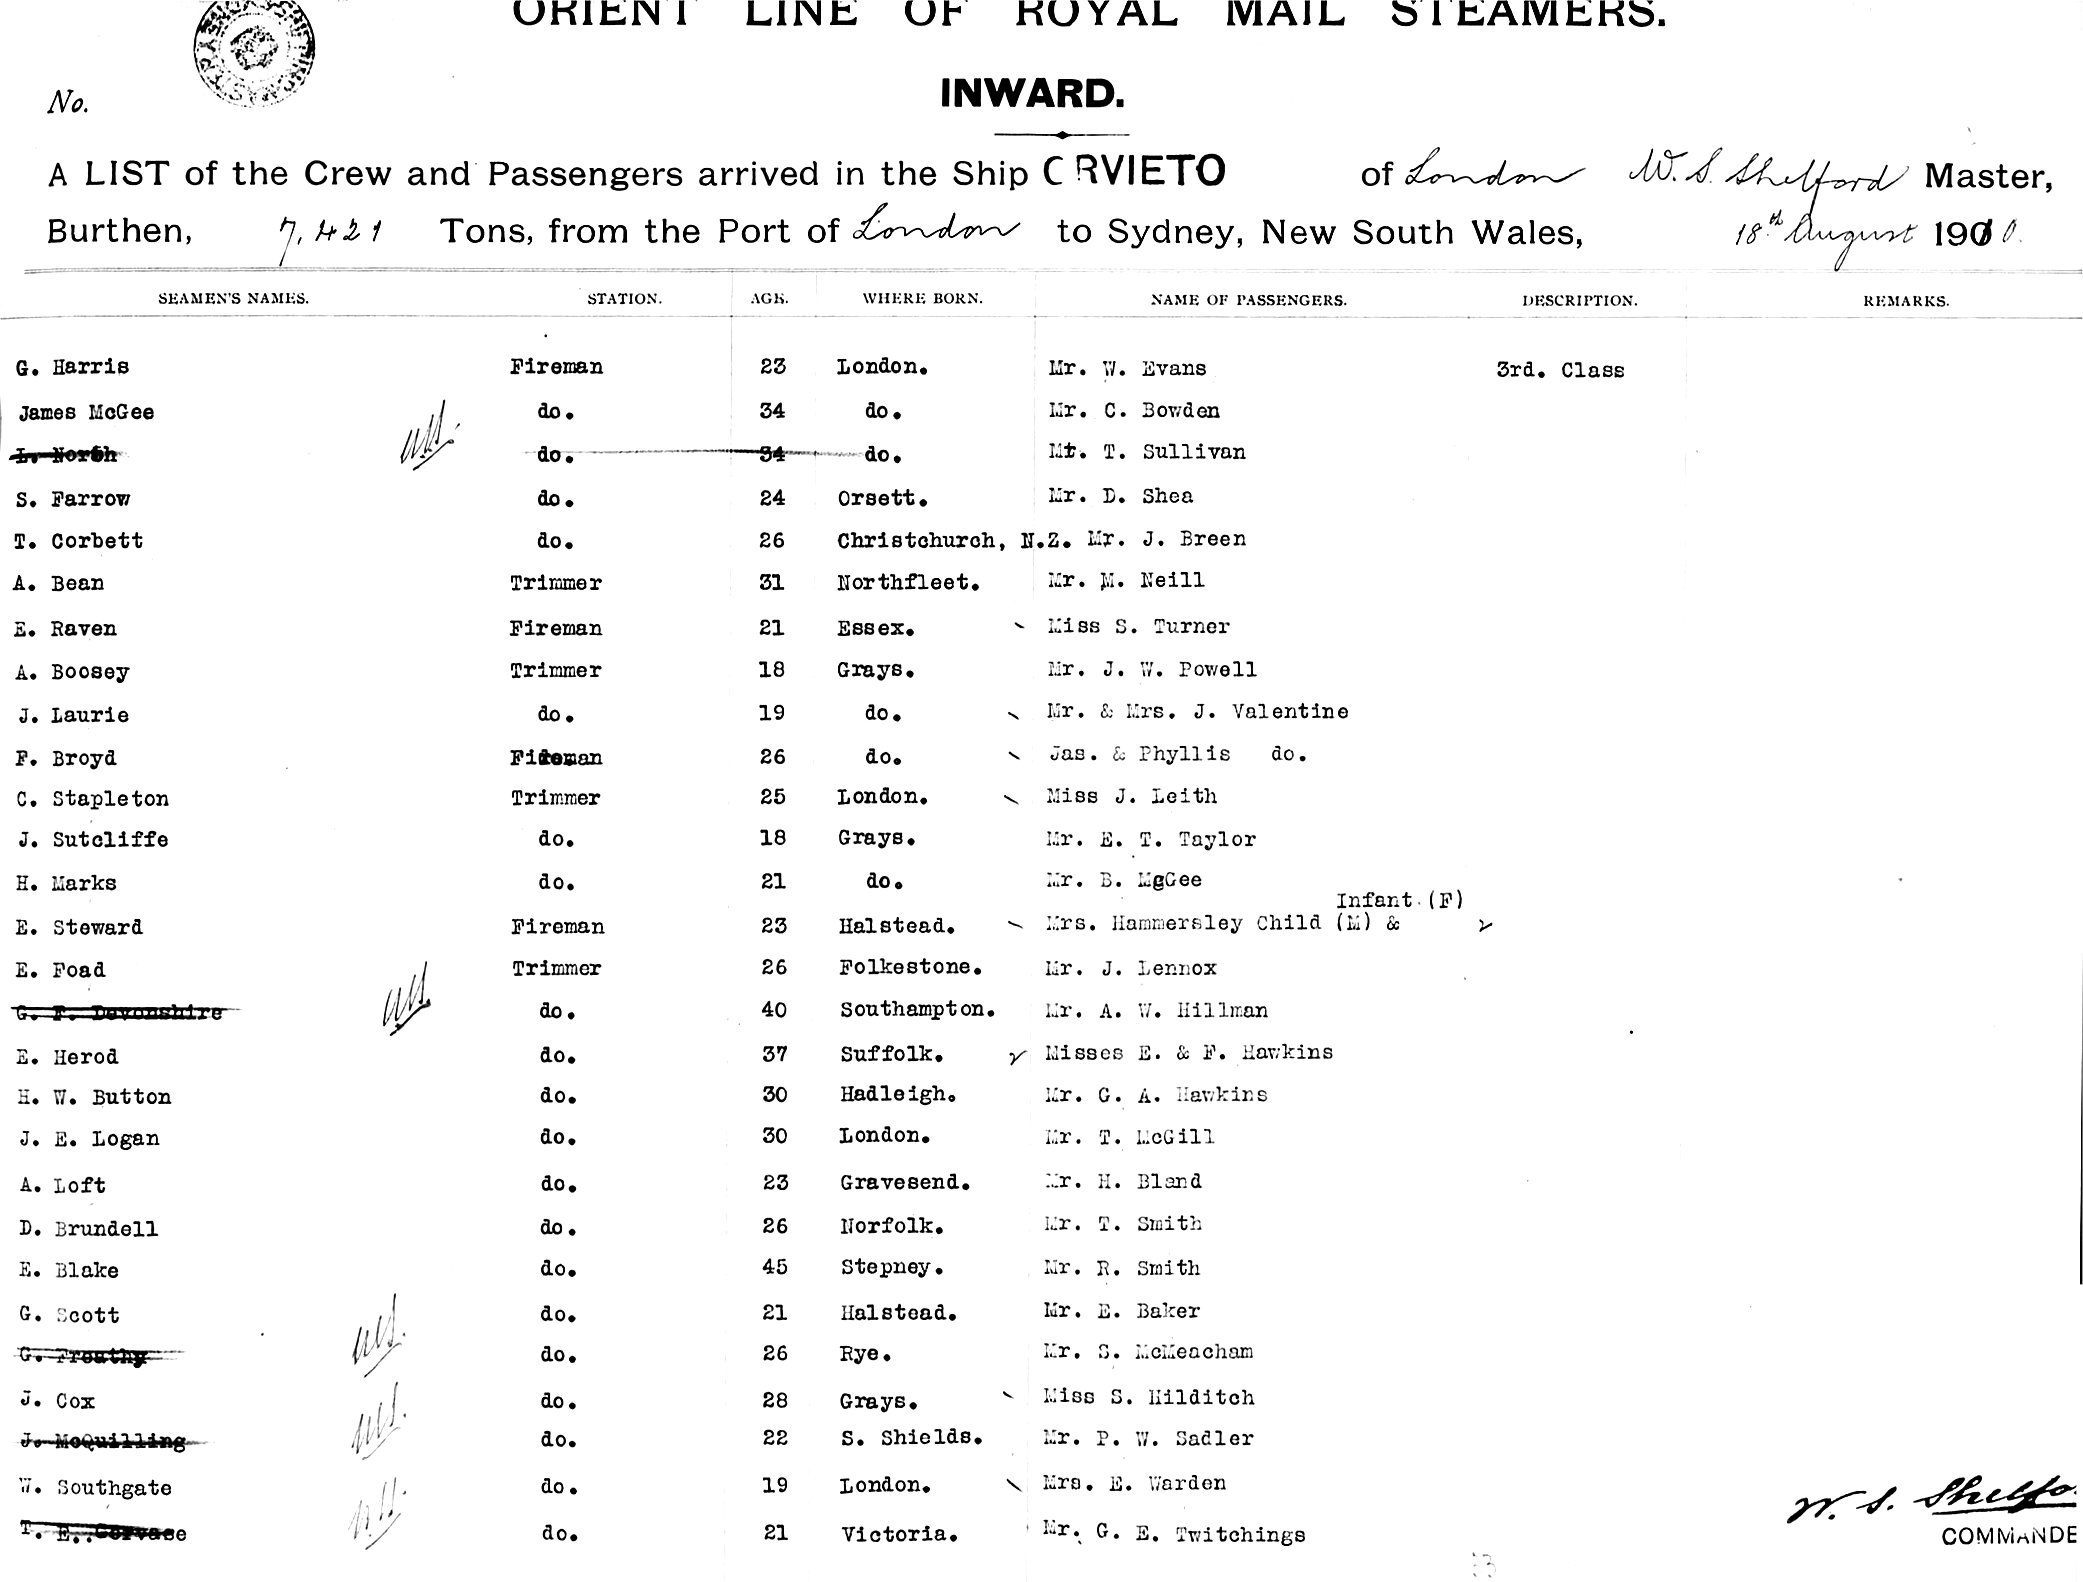 ORIENT LINE OF ROYAL MAIL STEAMERS.
No.
INWARD.
A LIST of the Crew and Passengers arrived in the Ship ORVIETO of London W. S. Shelford Master,
Burthen, 7,421 Tons, from the Port of London to Sydney, New South Wales, 18th August 1910.
SEAMEN'S NAMES. STATION. AGE. WHERE BORN. NAME OF PASSENGERS. DESCRIPTION. REMARKS.
G. Harris Fireman 23 London. Mr. W. Evans 3rd. Class
James McGee do. 34 do. Mr. C. Bowden
L. North do. 34 do. Mt. T. Sullivan
S. Farrow do. 24 Orsett. Mr. D. Shea
T. Corbett do. 26 Christchurch, N.Z. Mr. J. Breen
A. Bean Trimmer 31 Northfleet. Mr. M. Neill
E. Raven Fireman 21 Essex. Miss S. Turner
A. Boosey Trimmer 18 Grays. Mr. J. W. Powell
J. Laurie do. 19 do. Mr. & Mrs. J. Valentine
F. Broyd Fireman 26 do. Jas. & Phyllis do.
C. Stapleton Trimmer 25 London. Miss J. Leith
J. Sutcliffe do. 18 Grays. Mr. E. T. Taylor
H. Marks do. 21 do. Mr. B. McGee
Infant (F)
E. Steward Fireman 23 Halstead. Mrs. Hammersley Child (M) &
E. Foad Trimmer 26 Folkestone. Mr. J. Lennox
G. F. Devonshire do. 40 Southampton. Mr. A. W. Hillman
E. Herod do. 37 Suffolk. Misses E. & F. Hawkins
H. W. Button do. 30 Hadleigh. Mr. G. A. Hawkins
J. E. Logan do. 30 London. Mr. T. McGill
A. Loft do. 23 Gravesend. Mr. H. Bland
D. Brundell do. 26 Norfolk. Mr. T. Smith
E. Blake do. 45 Stepney. Mr. R. Smith
G. Scott do. 21 Halstead. Mr. E. Baker
G. Freathy do. 26 Rye. Mr. S. McMeacham
J. Cox do. 28 Grays. Miss S. Hilditch
J. McQuilling do. 22 S. Shields. Mr. P. W. Sadler
W. Southgate do. 19 London. Mrs. E. Warden
T. E. Gervase do. 21 Victoria. Mr. G. E. Twitchings
W. S. Shelfo
COMMANDE